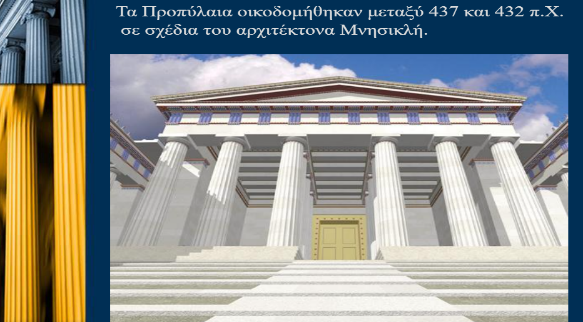 Τα Προπύλαια οικοδομήθηκαν μεταξύ 437 και 432 π.Χ.
σε σχέδια του αρχιτέκτονα Μνησικλή.